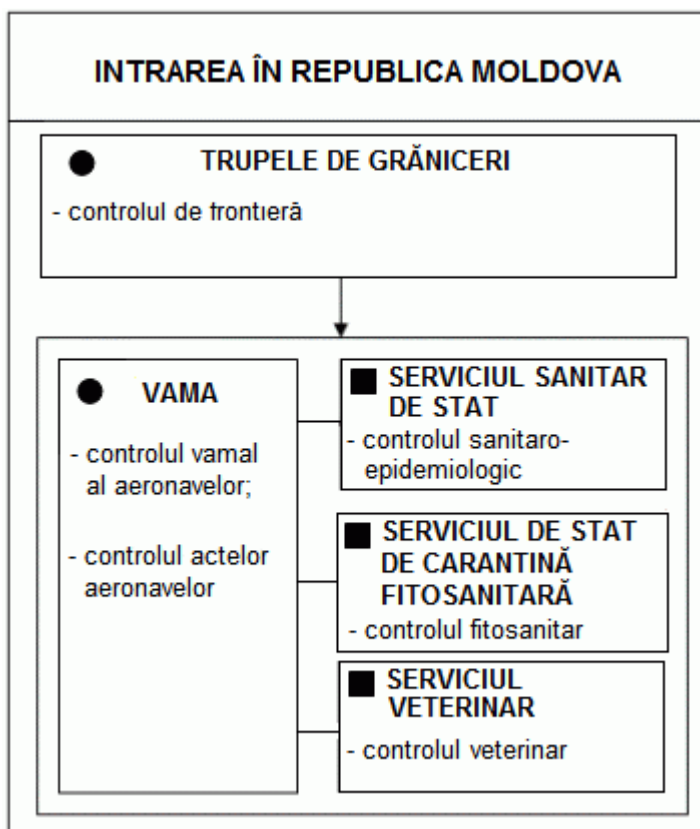 INTRAREA ÎN REPUBLICA MOLDOVA
TRUPELE DE GRĂNICERI
- controlul de frontieră
VAMA
- controlul vamal
al aeronavelor;
- controlul actelor
aeronavelor
SERVICIUL SANITAR
DE STAT
- controlul sanitaro-
epidemiologic
SERVICIUL DE STAT
DE CARANTINĂ
FITOSANITARĂ
- controlul fitosanitar
SERVICIUL
VETERINAR
- controlul veterinar